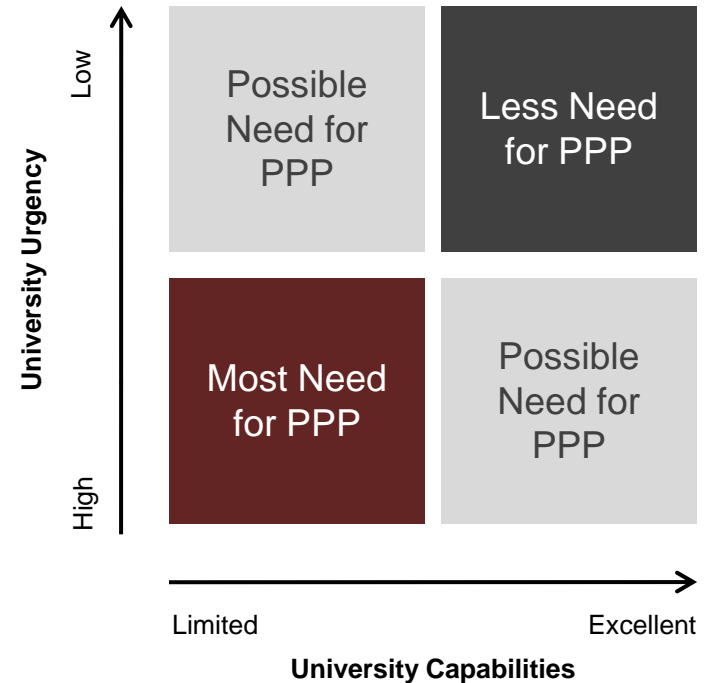 Low
High
University Urgency
Possible
Need for
PPP
Less Need
for PPP
Most Need
for PPP
Possible
Need for
PPP
Limited
Excellent
University Capabilities